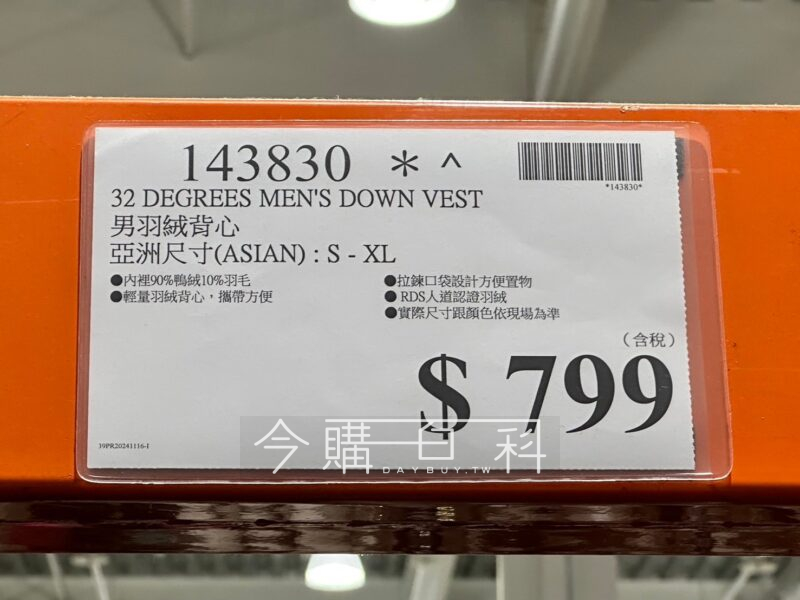 143830 * ^
*143830*
32 DEGREES MEN'S DOWN VEST
男羽絨背心
亞洲尺寸(ASIAN) : S - XL
●內裡90%鴨絨10%羽毛
●輕量羽絨背心，攜帶方便
●拉鍊口袋設計方便置物
● RDS人道認證羽絨
●實際尺寸跟顏色依現場為準
（含稅）
$ 799
39PR20241116-I
今購百科
DAYBUY.TW